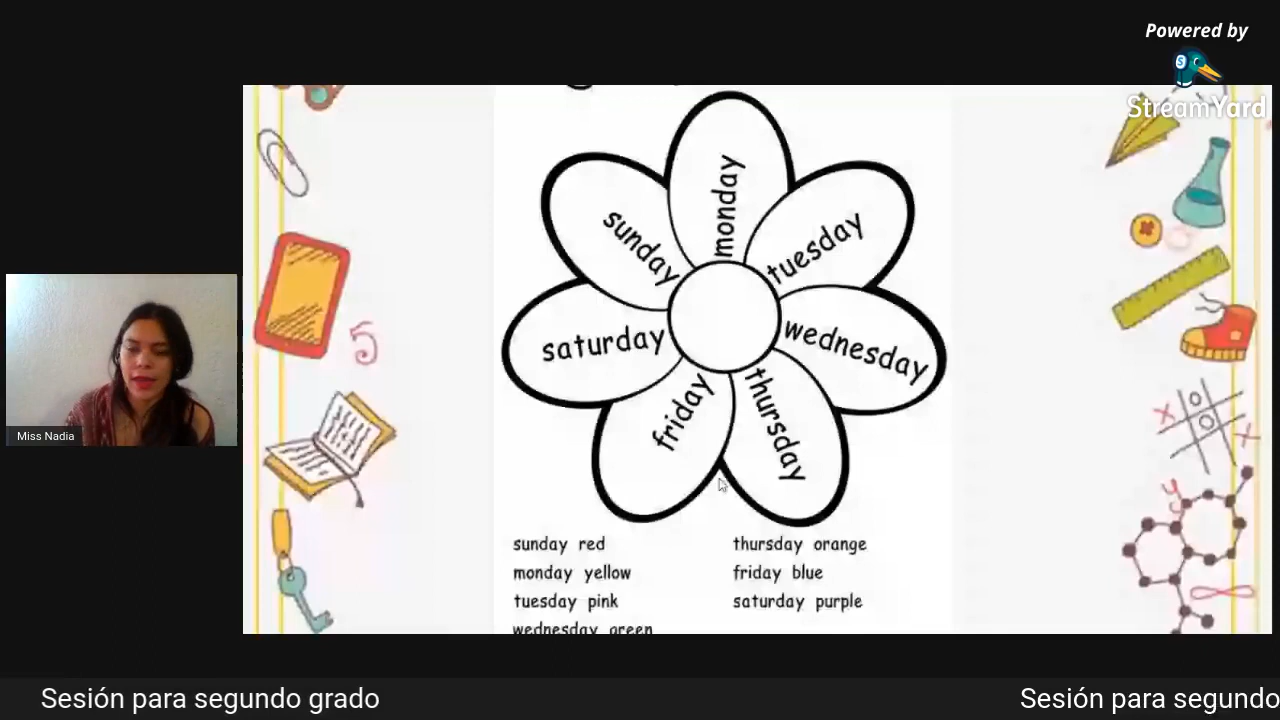 Powered by
StreamYard
monday
tuesday
wednesday
thursday
friday
saturday
sunday
5
sunday red
monday yellow
tuesday pink
wednesday green
thursday orange
friday blue
saturday purple
Miss Nadia
Sesión para segundo grado
Sesión para segundo